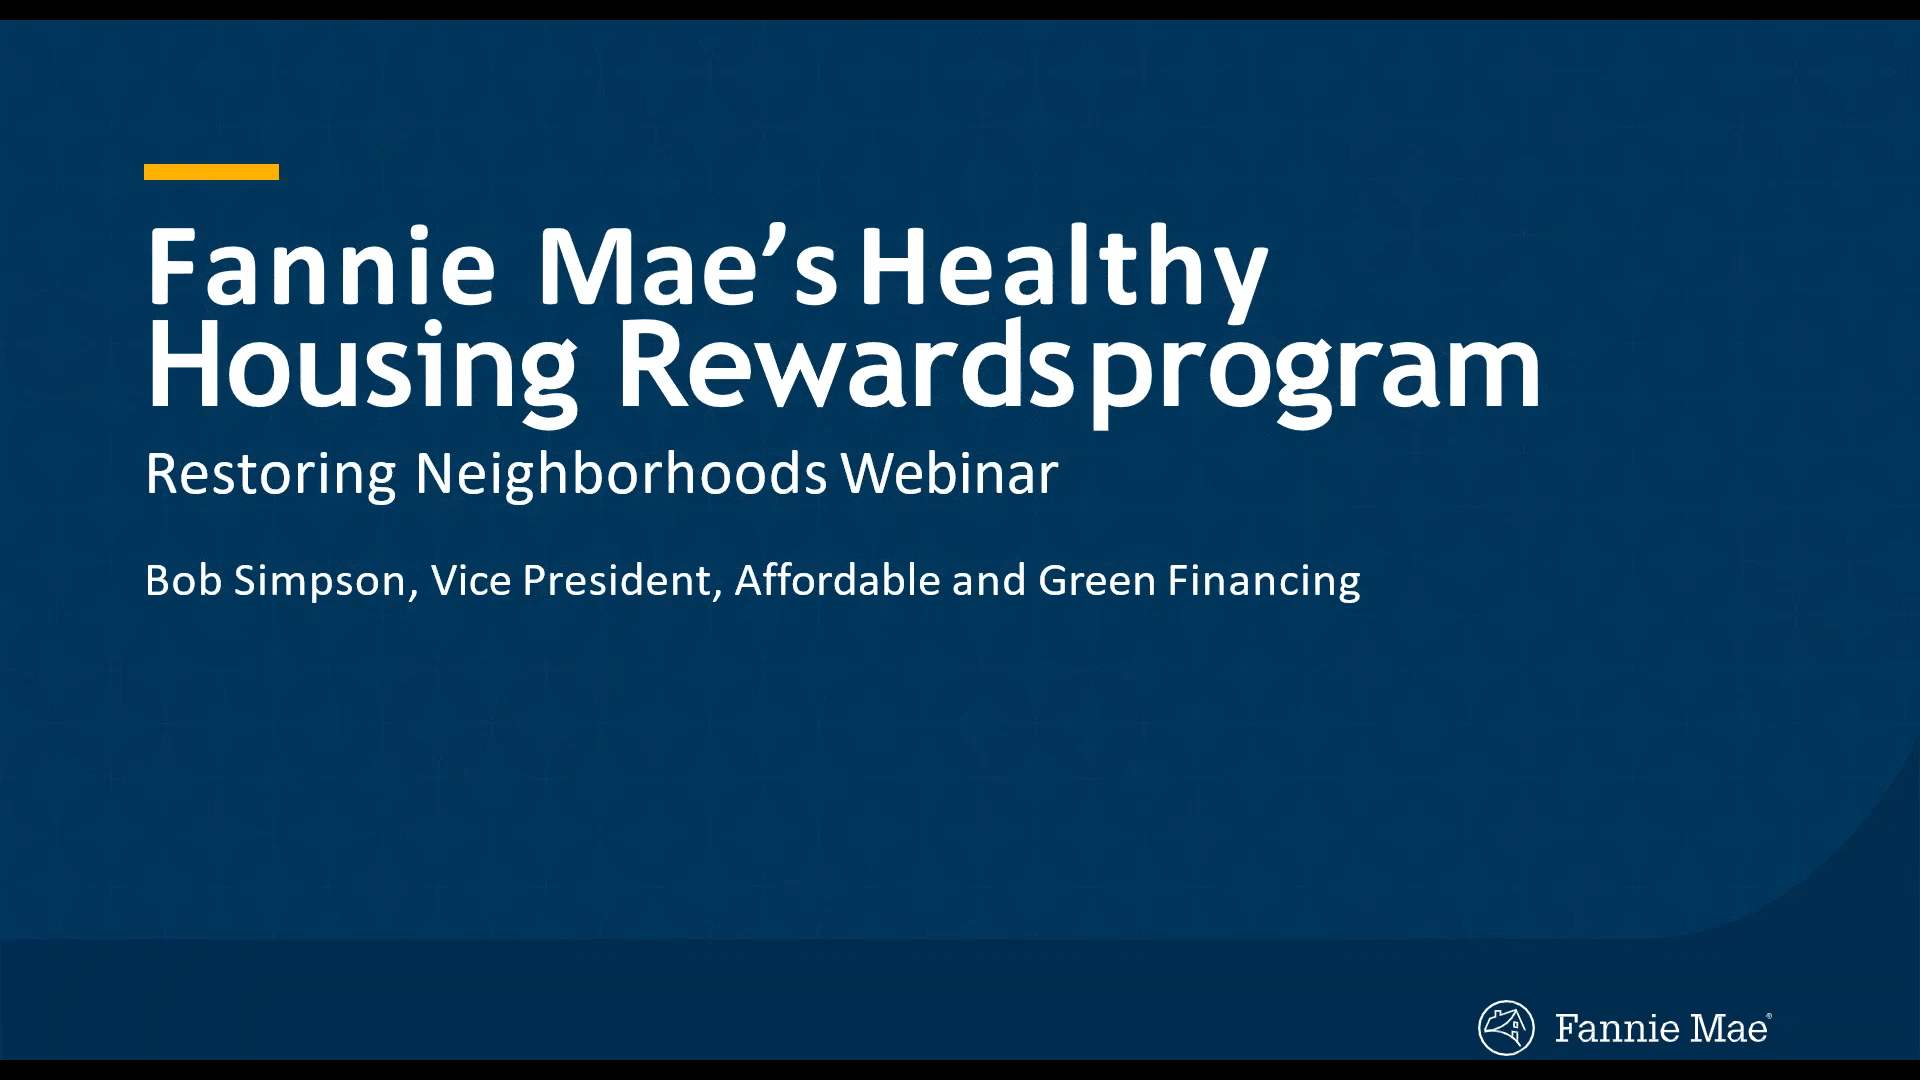 Fannie Mae’s Healthy
Housing Rewards program
Restoring Neighborhoods Webinar
Bob Simpson, Vice President, Affordable and Green Financing
Fannie Mae®